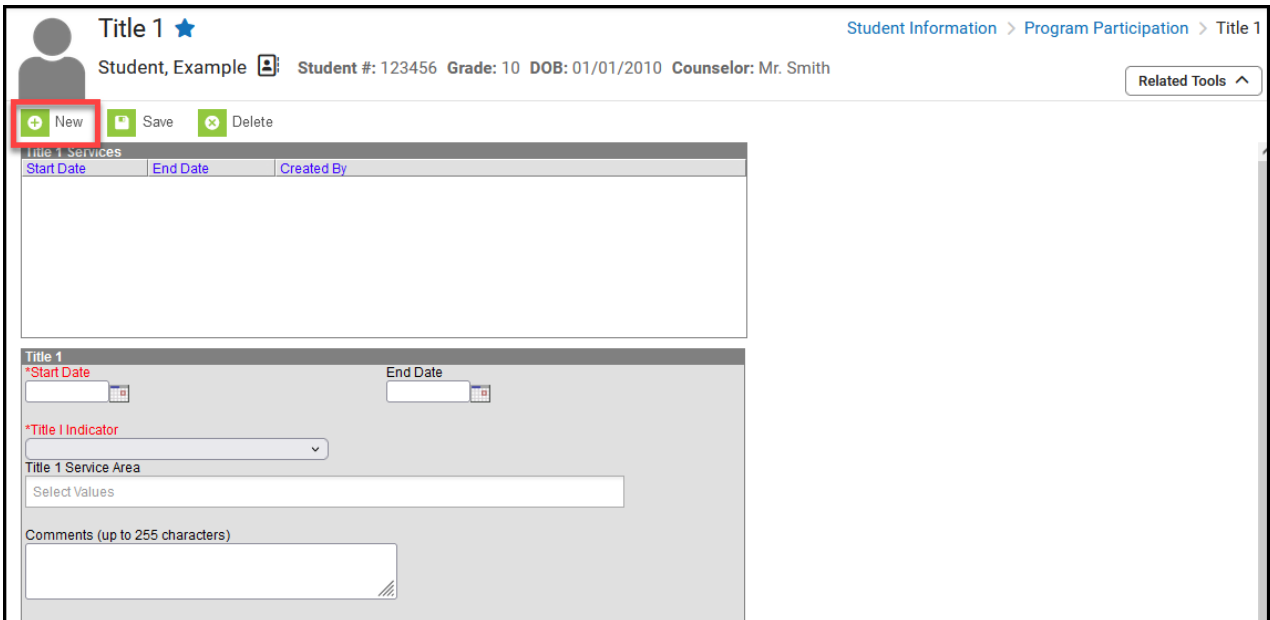 Title 1
Student Information > Program Participation > Title 1
Student, Example Student #: 123456 Grade: 10 DOB: 01/01/2010 Counselor: Mr. Smith
Related Tools
New Save Delete
Title 1 Services
Start Date End Date Created By
Title 1
*Start Date End Date
*Title I Indicator
Title 1 Service Area
Select Values
Comments (up to 255 characters)